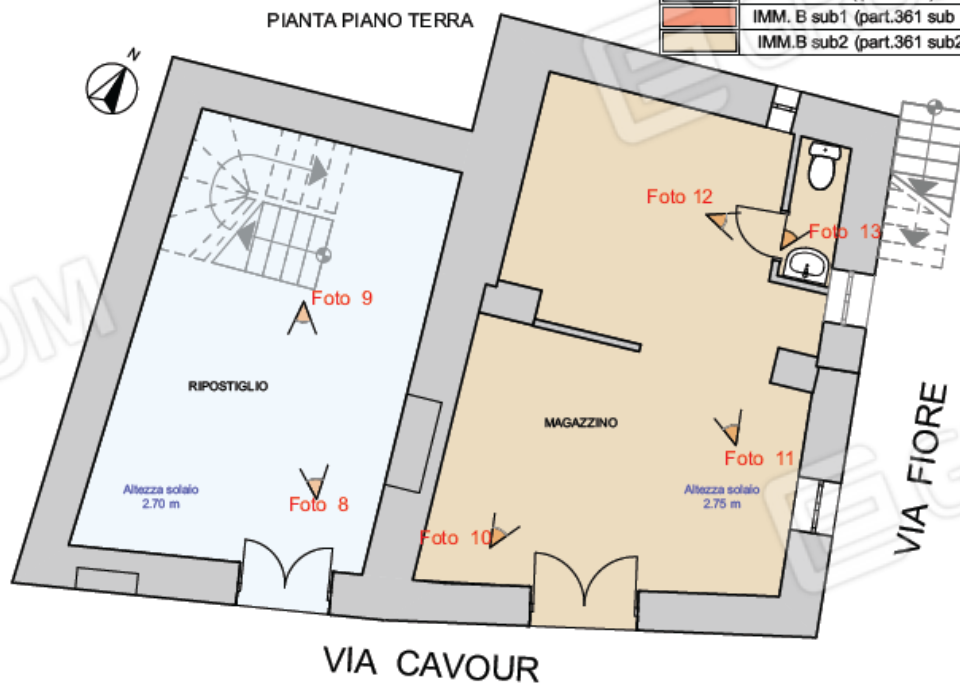 PIANTA PIANO TERRA
IMM. B sub1 (part.361 sub
IMM.B sub2 (part.361 sub2
N
Foto 12
Foto 13
Foto 9
RIPOSTIGLIO
MAGAZZINO
Foto 11
Altezza solaio
2.70 m
Foto 8
Altezza solaio
2.75 m
Foto 10
VIA FIORE
VIA CAVOUR